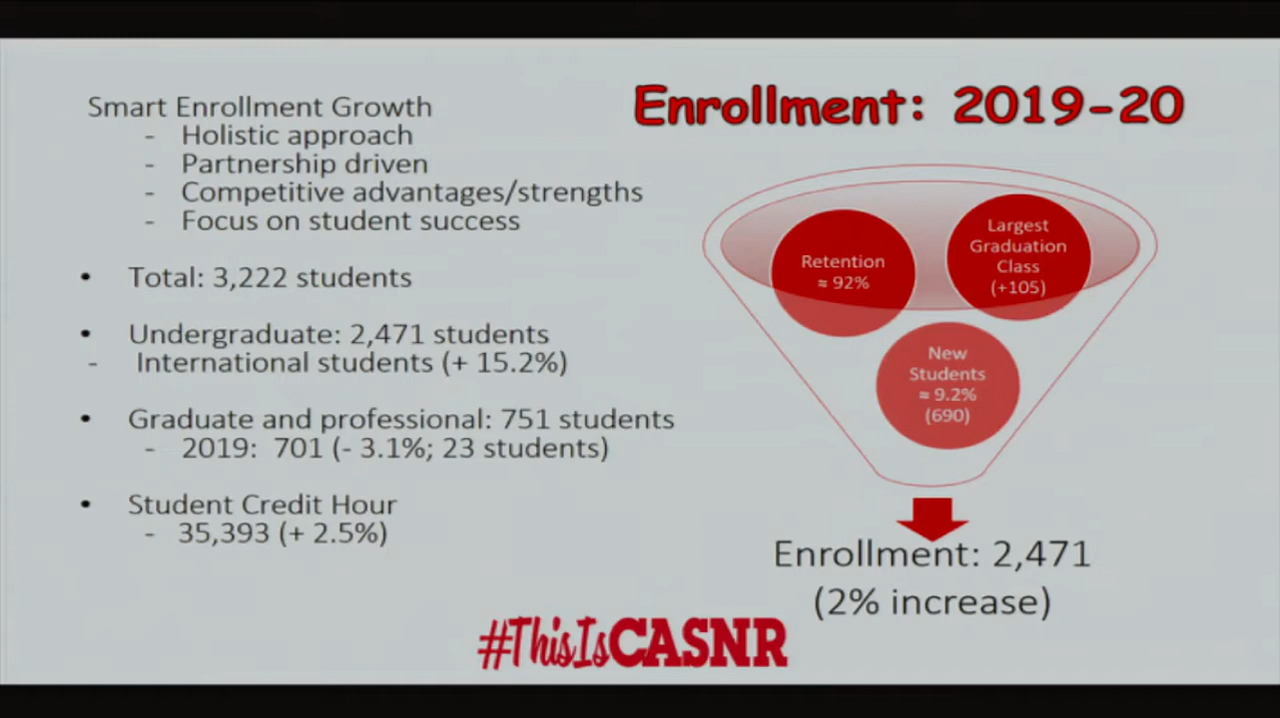 Enrollment: 2019-20
Smart Enrollment Growth
- Holistic approach
- Partnership driven
- Competitive advantages/strengths
- Focus on student success
• Total: 3,222 students
• Undergraduate: 2,471 students
- International students (+ 15.2%)
• Graduate and professional: 751 students
- 2019: 701 (- 3.1%; 23 students)
• Student Credit Hour
- 35,393 (+ 2.5%)
Retention
≈ 92%
Largest
Graduation
Class
(+105)
New
Students
≈ 9.2%
(690)
Enrollment: 2,471
(2% increase)
#ThisIsCASNR